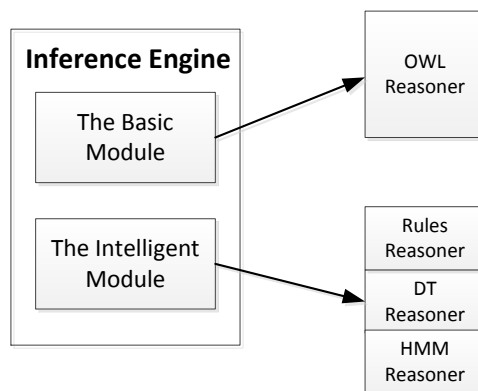 Inference Engine
The Basic
Module
The Intelligent
Module
OWL
Reasoner
Rules
Reasoner
DT
Reasoner
HMM
Reasoner